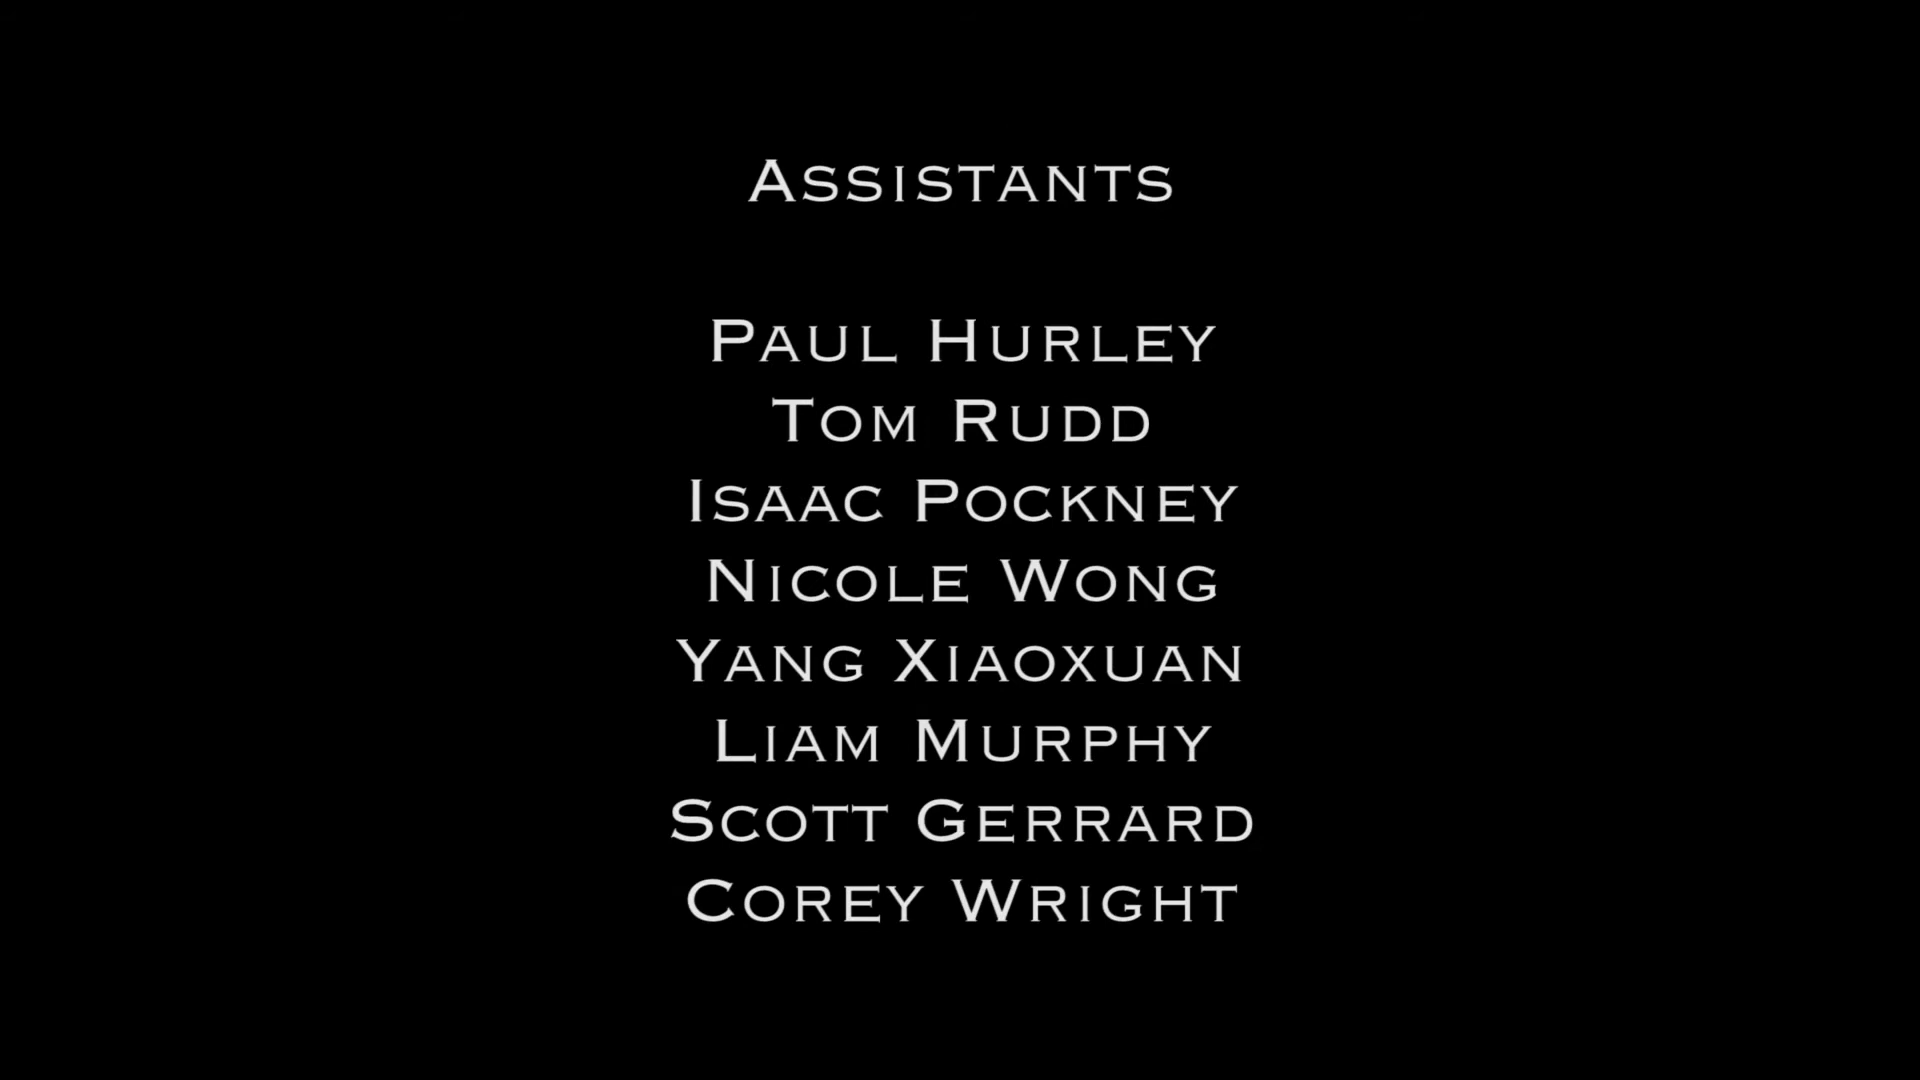 Assistants
Paul Hurley
Tom Rudd
Isaac Pockney
Nicole Wong
Yang Xiaoxuan
Liam Murphy
Scott Gerrard
Corey Wright